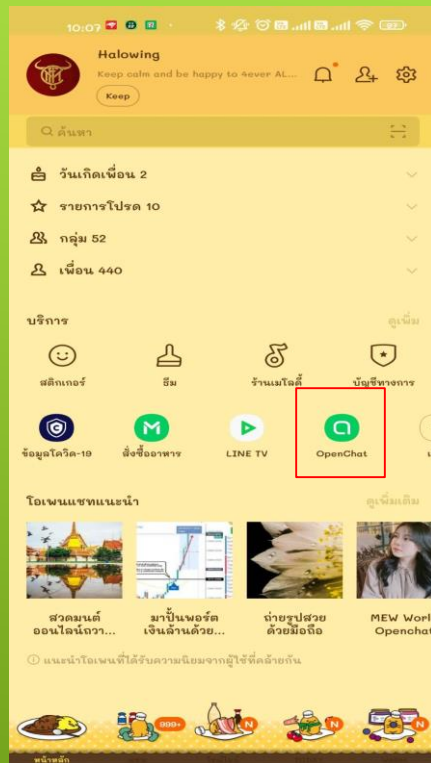 10:07
Halowing
Keep calm and be happy to 4ever AL...
Keep
ค้นหา
วันเกิดเพื่อน 2
รายการโปรด 10
กลุ่ม 52
เพื่อน 440
บริการ ดูเพิ่ม
สติกเกอร์ ธีม ร้านเมโลดี้ บัญชีทางการ
ข้อมูลโควิด-19 สั่งซื้ออาหาร LINE TV OpenChat
โอเพนแชทแนะนำ ดูเพิ่มเติม
สวดมนต์ มาปั้นพอร์ต ถ่ายรูปสวย MEW Worl
ออนไลน์ถวา... เงินล้านด้วย... ด้วยมือถือ Openchat
แนะนำโอเพนที่ได้รับความนิยมจากผู้ใช้ที่คล้ายกัน
999+ N N N
หน้าหลัก